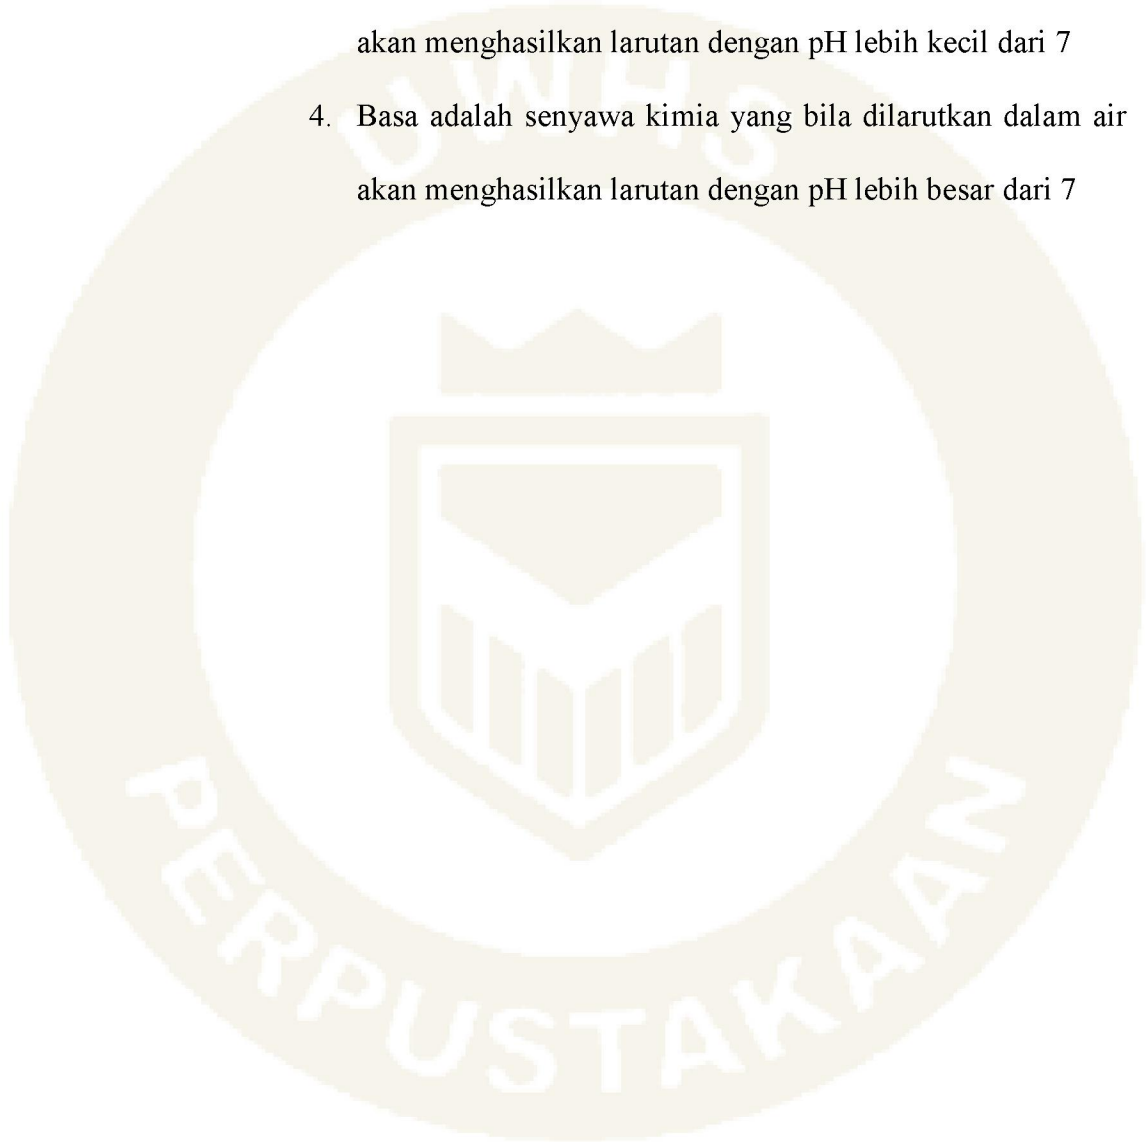 akan menghasilkan larutan dengan pH lebih kecil dari 7
4. Basa adalah senyawa kimia yang bila dilarutkan dalam air
akan menghasilkan larutan dengan pH lebih besar dari 7
UWHS
PERPUSTAKAAN